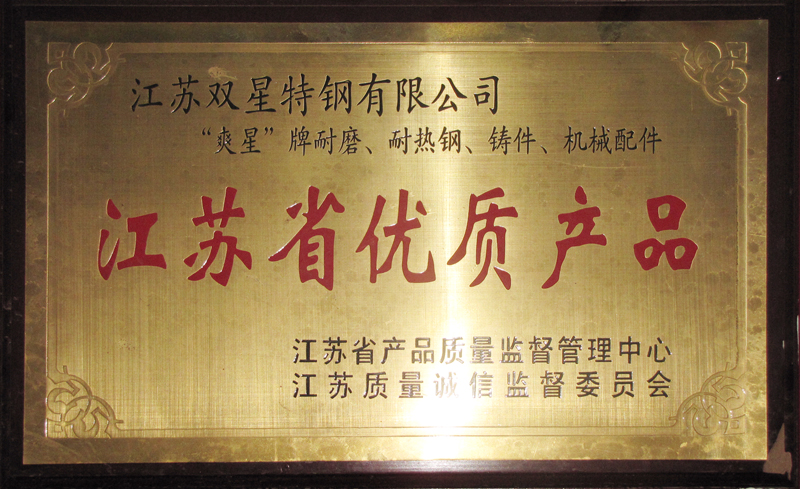 江苏双星特钢有限公司
“爽星”牌耐磨、耐热钢、铸件、机械配件
江苏省优质产品
江苏省产品质量监督管理中心
江苏质量诚信监督委员会